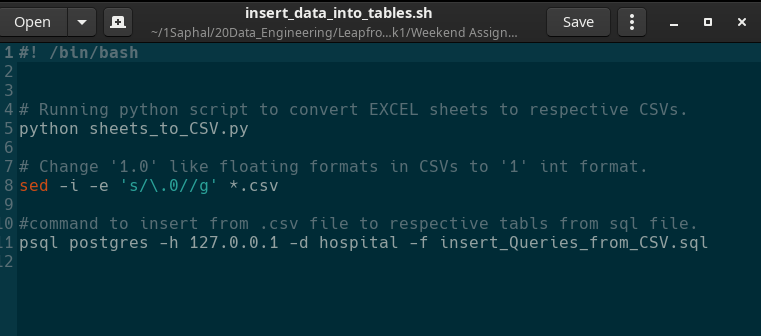 Open
insert_data_into_tables.sh
~/1Saphal/20Data_Engineering/Leapfro...k1/Weekend Assign...
Save
1 #! /bin/bash
2
3
4 # Running python script to convert EXCEL sheets to respective CSVs.
5 python sheets_to_CSV.py
6
7 # Change '1.0' like floating formats in CSVs to '1' int format.
8 sed -i -e 's/\.0//g' *.csv
9
10 #command to insert from .csv file to respective tabls from sql file.
11 psql postgres -h 127.0.0.1 -d hospital -f insert_Queries_from_CSV.sql
12